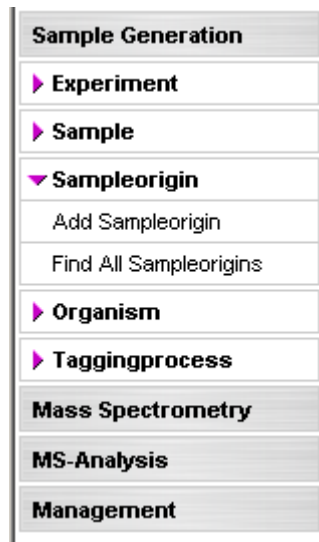 Sample Generation
Experiment
Sample
Sampleorigin
Add Sampleorigin
Find All Sampleorigins
Organism
Taggingprocess
Mass Spectrometry
MS-Analysis
Management